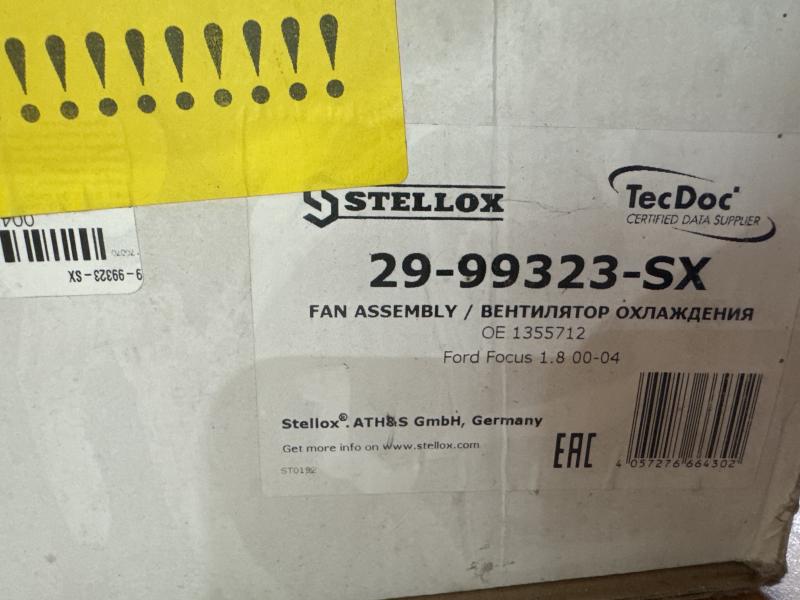 !!!!!!!!!
STELLOX
TecDoc
CERTIFIED DATA SUPPLIER
29-99323-SX
FAN ASSEMBLY / ВЕНТИЛЯТОР ОХЛАЖДЕНИЯ
OE 1355712
Ford Focus 1.8 00-04
Stellox®. ATH&S GmbH, Germany
Get more info on www.stellox.com
ST0192
EAC
4 057276 664302
004
9-99323-SX